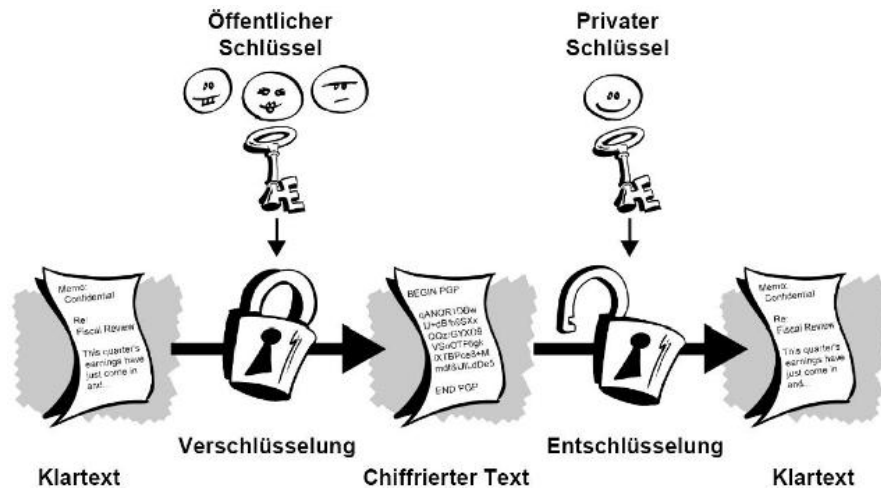 Öffentlicher
Schlüssel
Privater
Schlüssel
Memo:
Confidential
Re:
Fiscal Review
This quarter's
earnings have
just come in
and...
BEGIN PGP
VSnOTF6gk
END PGP
Memo:
Confidential
Re:
Fiscal Review
This quarter's
earnings have
just come in
and...
Verschlüsselung
Entschlüsselung
Klartext
Chiffrierter Text
Klartext